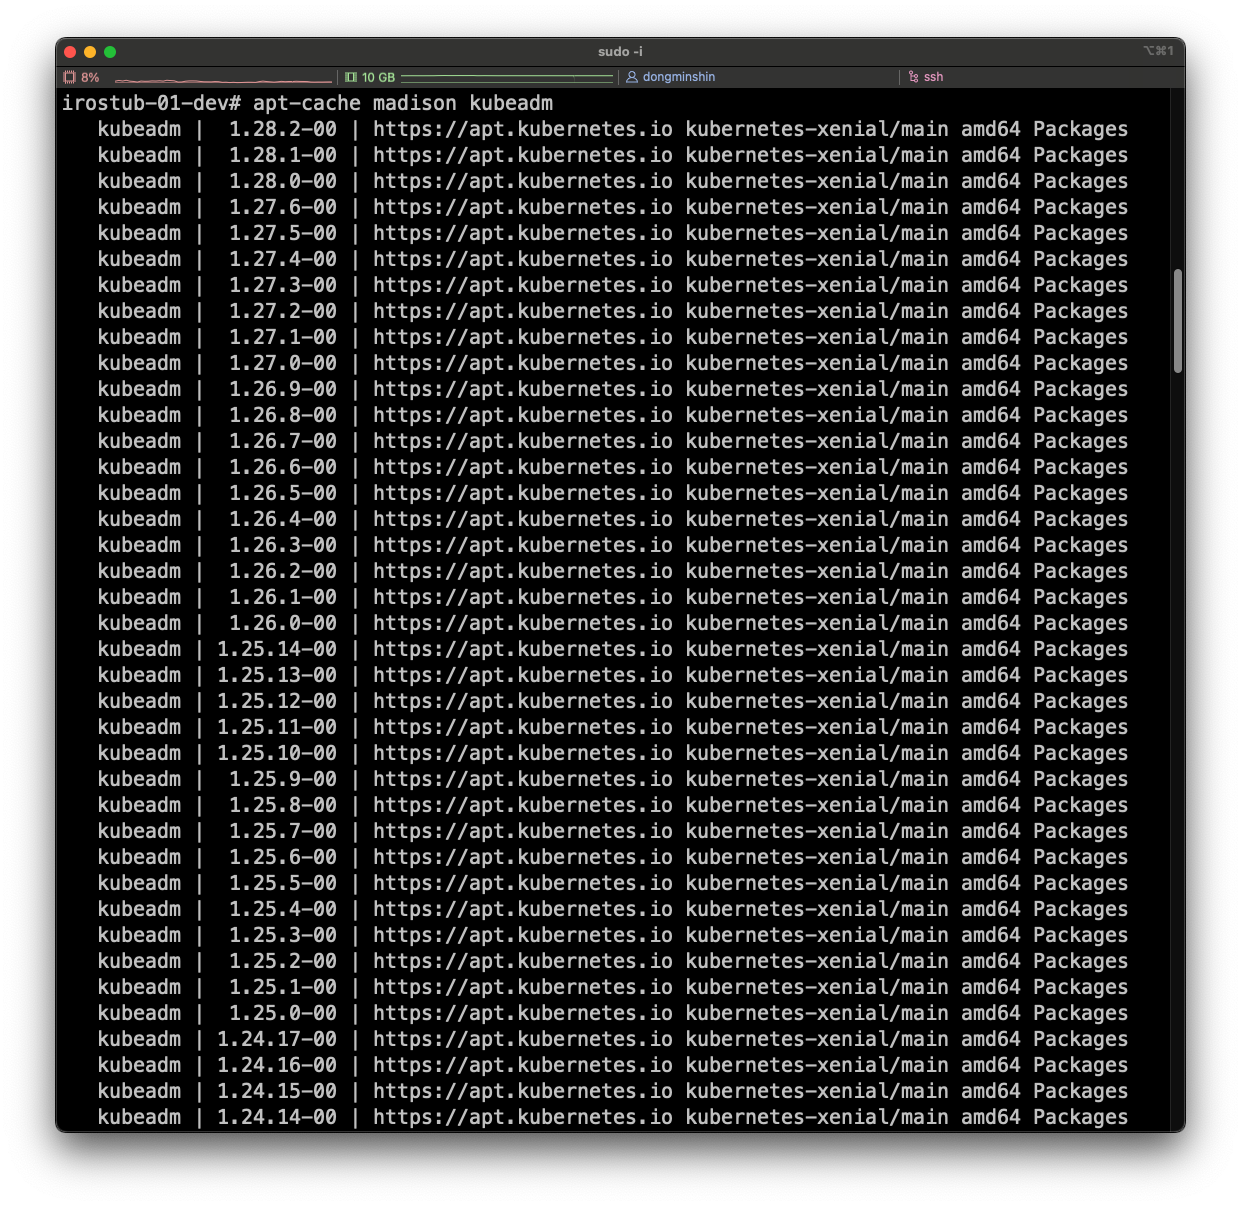 sudo -i
⌥⌘1
8% 10 GB dongminshin ssh
irostub-01-dev# apt-cache madison kubeadm
kubeadm | 1.28.2-00 | https://apt.kubernetes.io kubernetes-xenial/main amd64 Packages
kubeadm | 1.28.1-00 | https://apt.kubernetes.io kubernetes-xenial/main amd64 Packages
kubeadm | 1.28.0-00 | https://apt.kubernetes.io kubernetes-xenial/main amd64 Packages
kubeadm | 1.27.6-00 | https://apt.kubernetes.io kubernetes-xenial/main amd64 Packages
kubeadm | 1.27.5-00 | https://apt.kubernetes.io kubernetes-xenial/main amd64 Packages
kubeadm | 1.27.4-00 | https://apt.kubernetes.io kubernetes-xenial/main amd64 Packages
kubeadm | 1.27.3-00 | https://apt.kubernetes.io kubernetes-xenial/main amd64 Packages
kubeadm | 1.27.2-00 | https://apt.kubernetes.io kubernetes-xenial/main amd64 Packages
kubeadm | 1.27.1-00 | https://apt.kubernetes.io kubernetes-xenial/main amd64 Packages
kubeadm | 1.27.0-00 | https://apt.kubernetes.io kubernetes-xenial/main amd64 Packages
kubeadm | 1.26.9-00 | https://apt.kubernetes.io kubernetes-xenial/main amd64 Packages
kubeadm | 1.26.8-00 | https://apt.kubernetes.io kubernetes-xenial/main amd64 Packages
kubeadm | 1.26.7-00 | https://apt.kubernetes.io kubernetes-xenial/main amd64 Packages
kubeadm | 1.26.6-00 | https://apt.kubernetes.io kubernetes-xenial/main amd64 Packages
kubeadm | 1.26.5-00 | https://apt.kubernetes.io kubernetes-xenial/main amd64 Packages
kubeadm | 1.26.4-00 | https://apt.kubernetes.io kubernetes-xenial/main amd64 Packages
kubeadm | 1.26.3-00 | https://apt.kubernetes.io kubernetes-xenial/main amd64 Packages
kubeadm | 1.26.2-00 | https://apt.kubernetes.io kubernetes-xenial/main amd64 Packages
kubeadm | 1.26.1-00 | https://apt.kubernetes.io kubernetes-xenial/main amd64 Packages
kubeadm | 1.26.0-00 | https://apt.kubernetes.io kubernetes-xenial/main amd64 Packages
kubeadm | 1.25.14-00 | https://apt.kubernetes.io kubernetes-xenial/main amd64 Packages
kubeadm | 1.25.13-00 | https://apt.kubernetes.io kubernetes-xenial/main amd64 Packages
kubeadm | 1.25.12-00 | https://apt.kubernetes.io kubernetes-xenial/main amd64 Packages
kubeadm | 1.25.11-00 | https://apt.kubernetes.io kubernetes-xenial/main amd64 Packages
kubeadm | 1.25.10-00 | https://apt.kubernetes.io kubernetes-xenial/main amd64 Packages
kubeadm | 1.25.9-00 | https://apt.kubernetes.io kubernetes-xenial/main amd64 Packages
kubeadm | 1.25.8-00 | https://apt.kubernetes.io kubernetes-xenial/main amd64 Packages
kubeadm | 1.25.7-00 | https://apt.kubernetes.io kubernetes-xenial/main amd64 Packages
kubeadm | 1.25.6-00 | https://apt.kubernetes.io kubernetes-xenial/main amd64 Packages
kubeadm | 1.25.5-00 | https://apt.kubernetes.io kubernetes-xenial/main amd64 Packages
kubeadm | 1.25.4-00 | https://apt.kubernetes.io kubernetes-xenial/main amd64 Packages
kubeadm | 1.25.3-00 | https://apt.kubernetes.io kubernetes-xenial/main amd64 Packages
kubeadm | 1.25.2-00 | https://apt.kubernetes.io kubernetes-xenial/main amd64 Packages
kubeadm | 1.25.1-00 | https://apt.kubernetes.io kubernetes-xenial/main amd64 Packages
kubeadm | 1.25.0-00 | https://apt.kubernetes.io kubernetes-xenial/main amd64 Packages
kubeadm | 1.24.17-00 | https://apt.kubernetes.io kubernetes-xenial/main amd64 Packages
kubeadm | 1.24.16-00 | https://apt.kubernetes.io kubernetes-xenial/main amd64 Packages
kubeadm | 1.24.15-00 | https://apt.kubernetes.io kubernetes-xenial/main amd64 Packages
kubeadm | 1.24.14-00 | https://apt.kubernetes.io kubernetes-xenial/main amd64 Packages